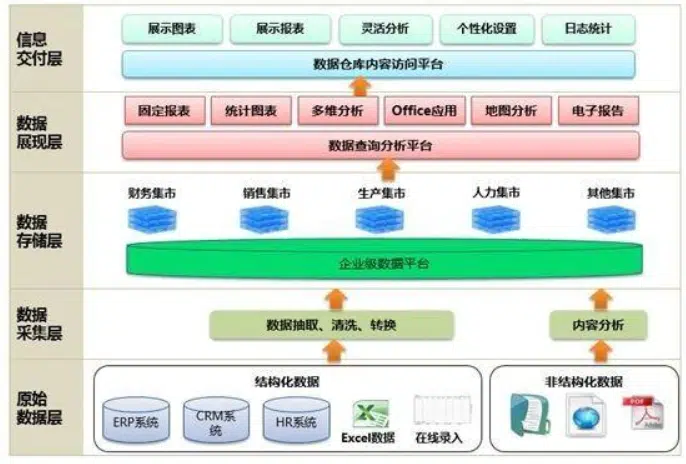 信息
交付层
展示图表
展示报表
灵活分析
个性化设置
日志统计
数据仓库内容访问平台
数据
展现层
固定报表
统计图表
多维分析
Office应用
地图分析
电子报告
数据查询分析平台
数据
存储层
财务集市
销售集市
生产集市
人力集市
其他集市
企业级数据平台
数据
采集层
数据抽取、清洗、转换
内容分析
原始
数据层
结构化数据
ERP系统
CRM系
统
HR系统
Excel数据
在线录入
非结构化数据
PDF
Adobe